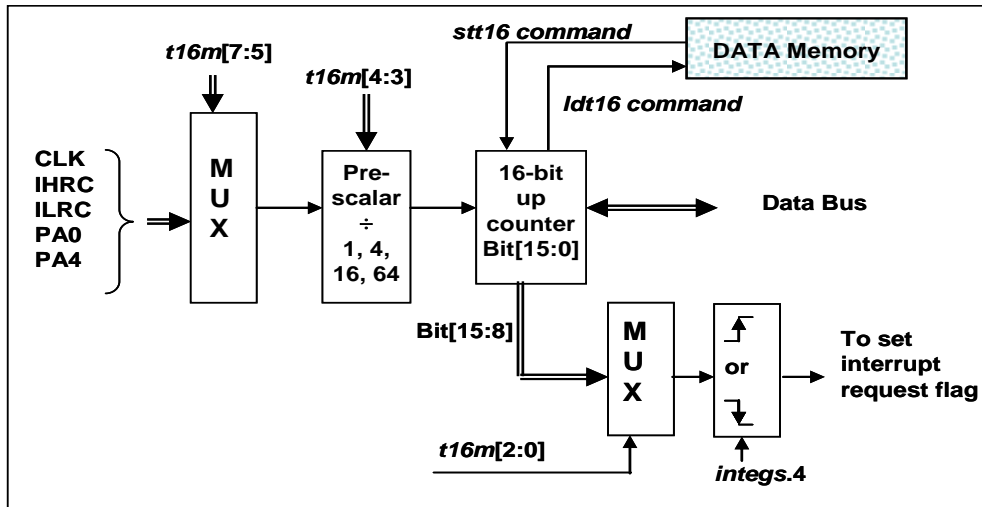 stt16 command
DATA Memory
t16m[7:5]
t16m[4:3]
ldt16 command
CLK
IHRC
ILRC
PA0
PA4
M
U
X
Pre-
scalar
÷
1, 4,
16, 64
16-bit
up
counter
Bit[15:0]
Data Bus
Bit[15:8]
M
U
X
or
To set
interrupt
request flag
t16m[2:0]
integs.4